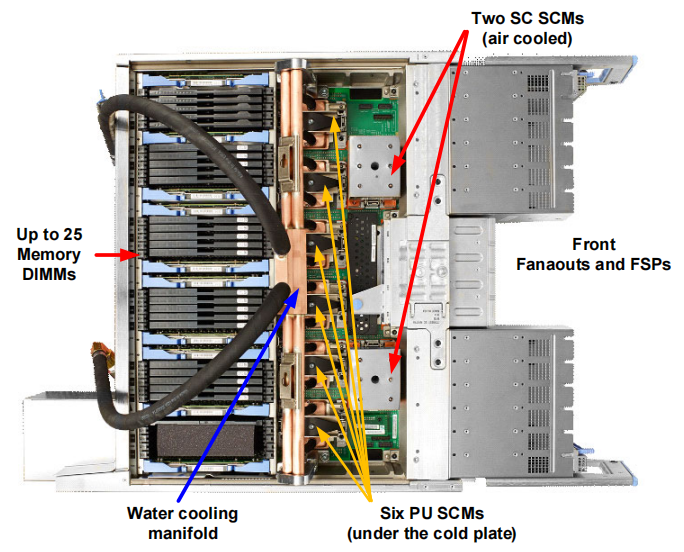 Two SC SCMs
(air cooled)
Up to 25
Memory
DIMMs
Front
Fanaouts and FSPs
Water cooling
manifold
Six PU SCMs
(under the cold plate)